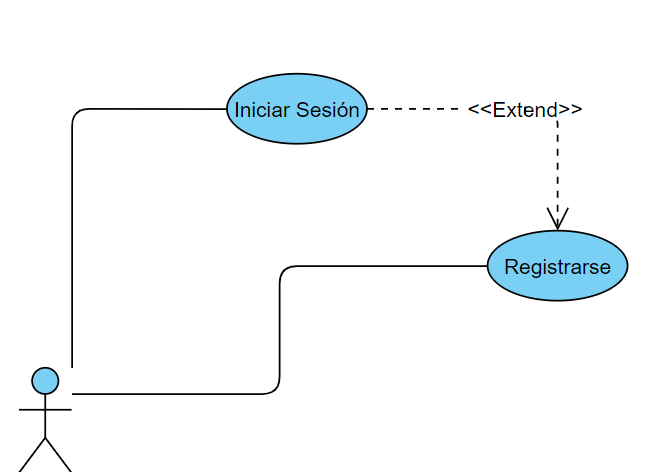 Iniciar Sesión
<<Extend>>
Registrarse